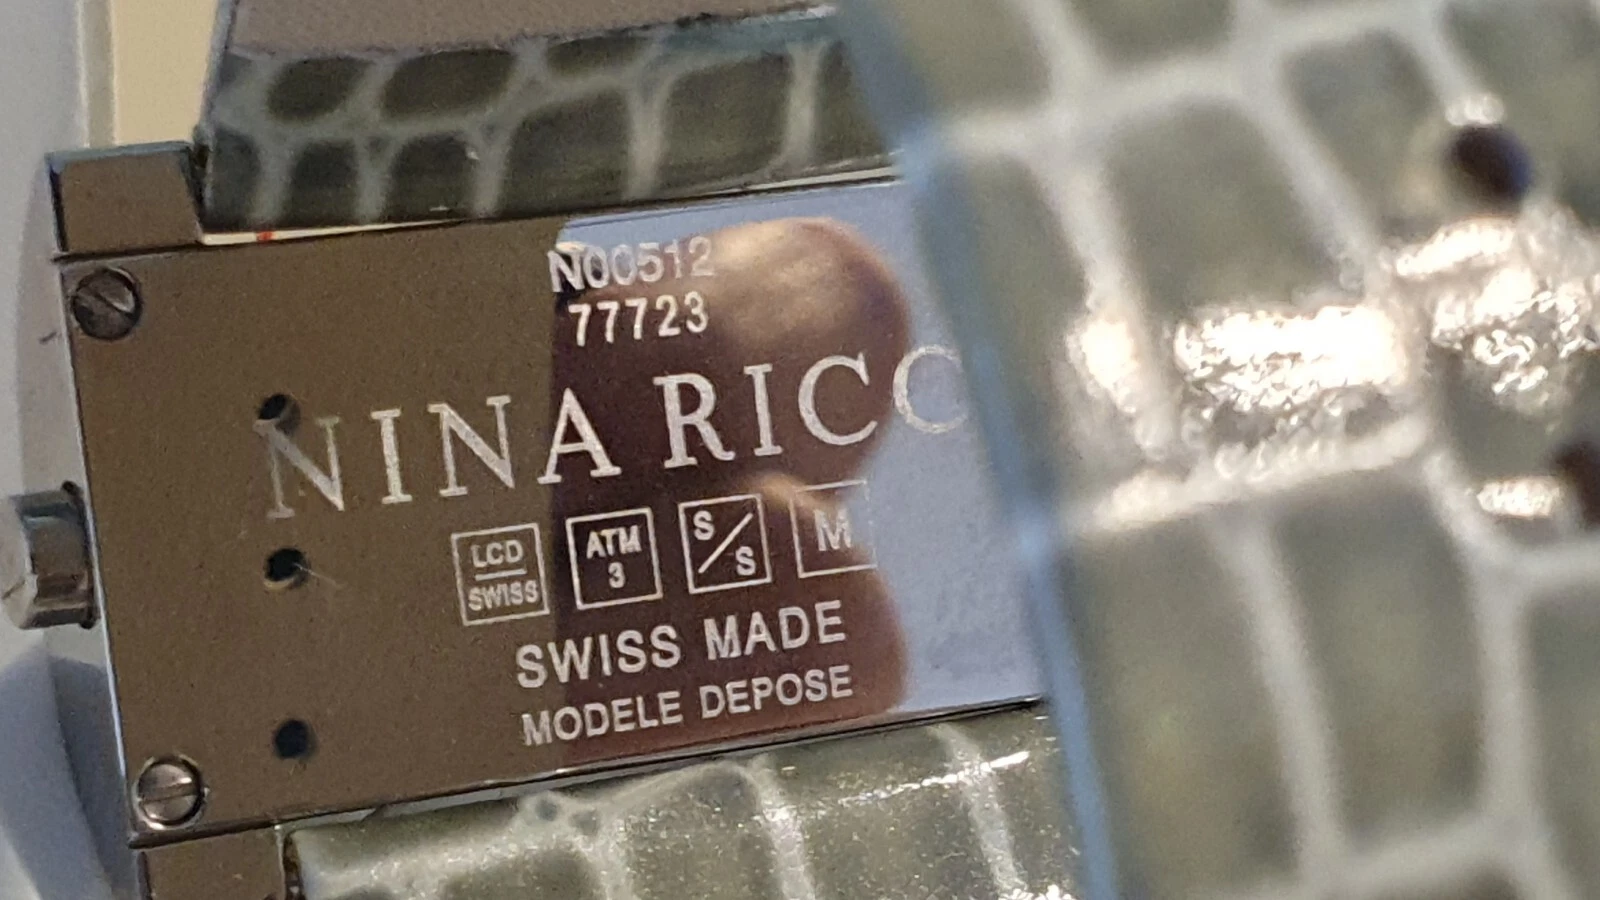 N00512
77723
NINA RICC
LCD SWISS ATM 3 S/S M
SWISS MADE
MODELE DEPOSE